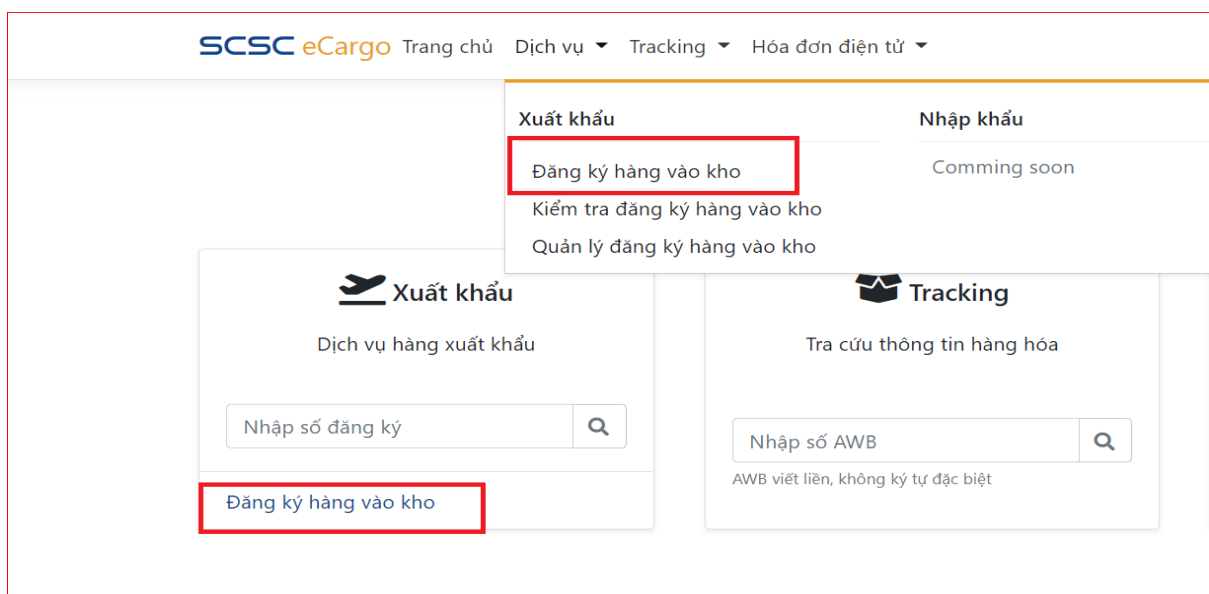 SCSC eCargo Trang chủ Dịch vụ Tracking Hóa đơn điện tử
Xuất khẩu
Đăng ký hàng vào kho
Kiểm tra đăng ký hàng vào kho
Quản lý đăng ký hàng vào kho
Nhập khẩu
Comming soon
Xuất khẩu
Dịch vụ hàng xuất khẩu
Nhập số đăng ký
Đăng ký hàng vào kho
Tracking
Tra cứu thông tin hàng hóa
Nhập số AWB
AWB viết liền, không ký tự đặc biệt